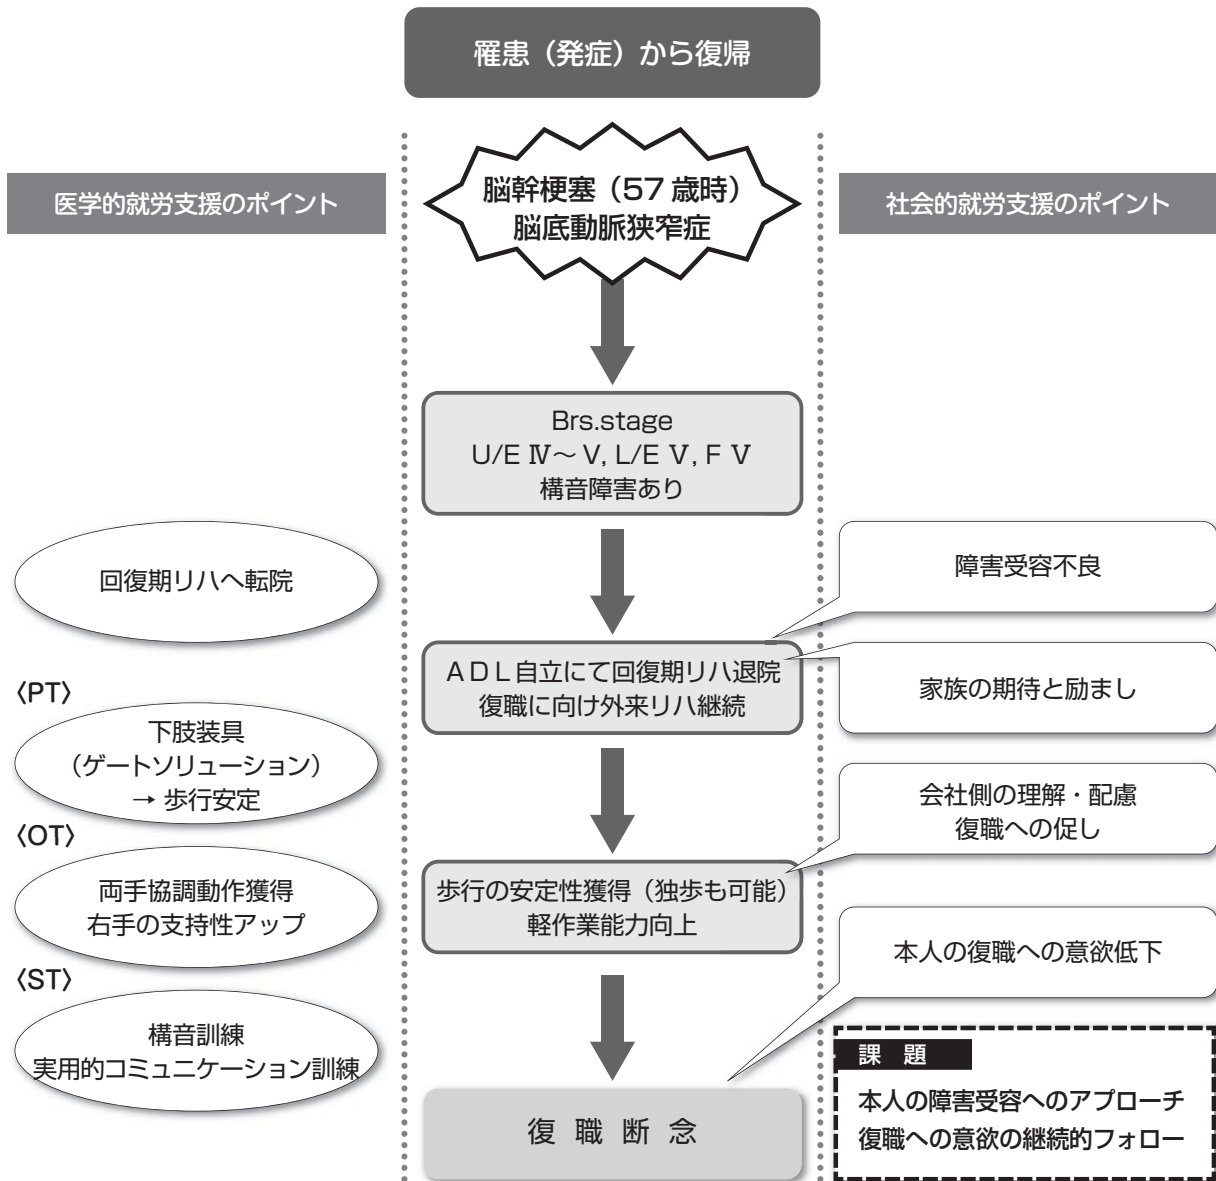 罹患（発症）から復帰
医学的就労支援のポイント
脳幹梗塞（57 歳時）
脳底動脈狭窄症
社会的就労支援のポイント
Brs.stage
U/E Ⅳ～Ⅴ, L/E Ⅴ, F Ⅴ
構音障害あり
回復期リハへ転院
障害受容不良
ＡＤＬ自立にて回復期リハ退院
復職に向け外来リハ継続
家族の期待と励まし
〈PT〉
下肢装具
（ゲートソリューション）
→ 歩行安定
会社側の理解・配慮
復職への促し
〈OT〉
両手協調動作獲得
右手の支持性アップ
歩行の安定性獲得（独歩も可能）
軽作業能力向上
本人の復職への意欲低下
〈ST〉
構音訓練
実用的コミュニケーション訓練
復 職 断 念
課 題
本人の障害受容へのアプローチ
復職への意欲の継続的フォロー